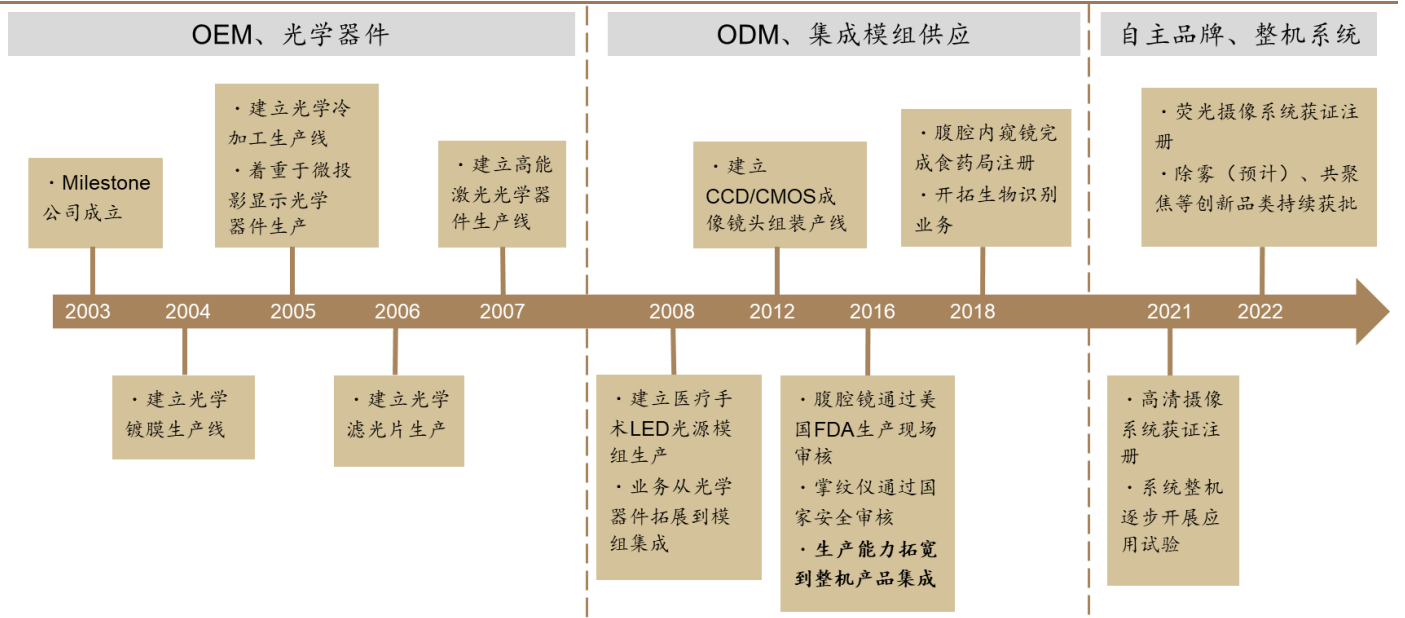 OEM、光学器件
ODM、集成模组供应
自主品牌、整机系统
· Milestone
公司成立
· 建立光学冷
加工生产线
· 着重于微投
影显示光学
器件生产
· 建立高能
激光光学器
件生产线
· 建立
CCD/CMOS成
像镜头组装产线
· 腹腔内窥镜完
成食药局注册
· 开拓生物识别
业务
· 荧光摄像系统获证注
册
· 除雾（预计）、共聚
焦等创新品类持续获批
2003 2004 2005 2006 2007 2008 2012 2016 2018 2021 2022
· 建立光学
镀膜生产线
· 建立光学
滤光片生产
· 建立医疗手
术LED光源模
组生产
· 业务从光学
器件拓展到模
组集成
· 腹腔镜通过美
国FDA生产现场
审核
· 掌纹仪通过国
家安全审核
· 生产能力拓宽
到整机产品集成
· 高清摄像
系统获证注
册
· 系统整机
逐步开展应
用试验